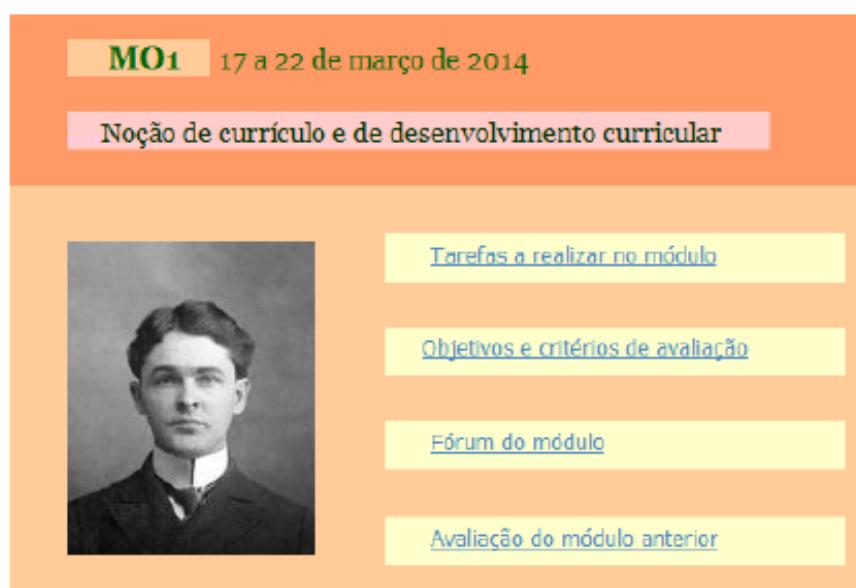 MO1 17 a 22 de março de 2014
Noção de currículo e de desenvolvimento curricular
Tarefas a realizar no módulo
Objetivos e critérios de avaliação
Fórum do módulo
Avaliação do módulo anterior